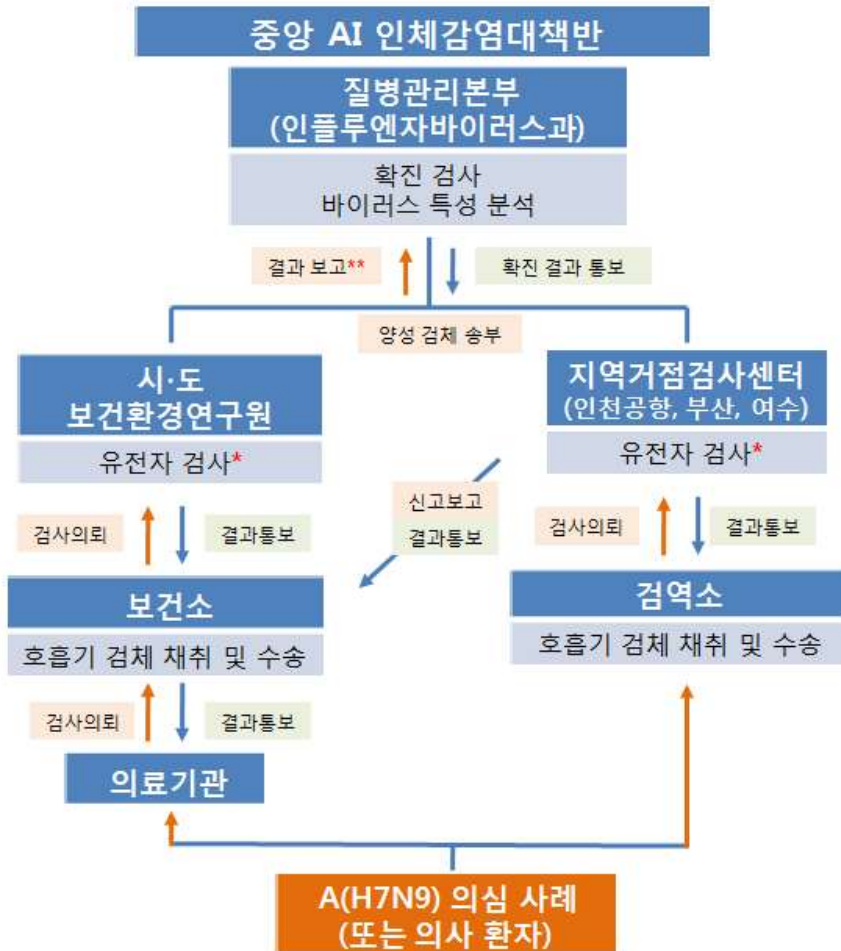 중앙 AI 인체감염대책반
질병관리본부
(인플루엔자바이러스과)
확진 검사
바이러스 특성 분석
결과 보고**
확진 결과 통보
양성 검체 송부
시·도
보건환경연구원
유전자 검사*
지역거점검사센터
(인천공항, 부산, 여수)
유전자 검사*
신고보고
결과통보
검사의뢰
결과통보
검사의뢰
결과통보
보건소
호흡기 검체 채취 및 수송
검역소
호흡기 검체 채취 및 수송
검사의뢰
결과통보
의료기관
A(H7N9) 의심 사례
(또는 의사 환자)